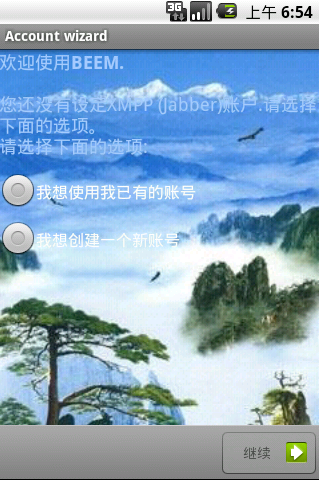 3G 上午 6:54
Account wizard
欢迎使用BEEM.
您还没有设定XMPP (Jabber)账户.请选择
下面的选项。
请选择下面的选项:
我想使用我已有的账号
我想创建一个新账号
继续